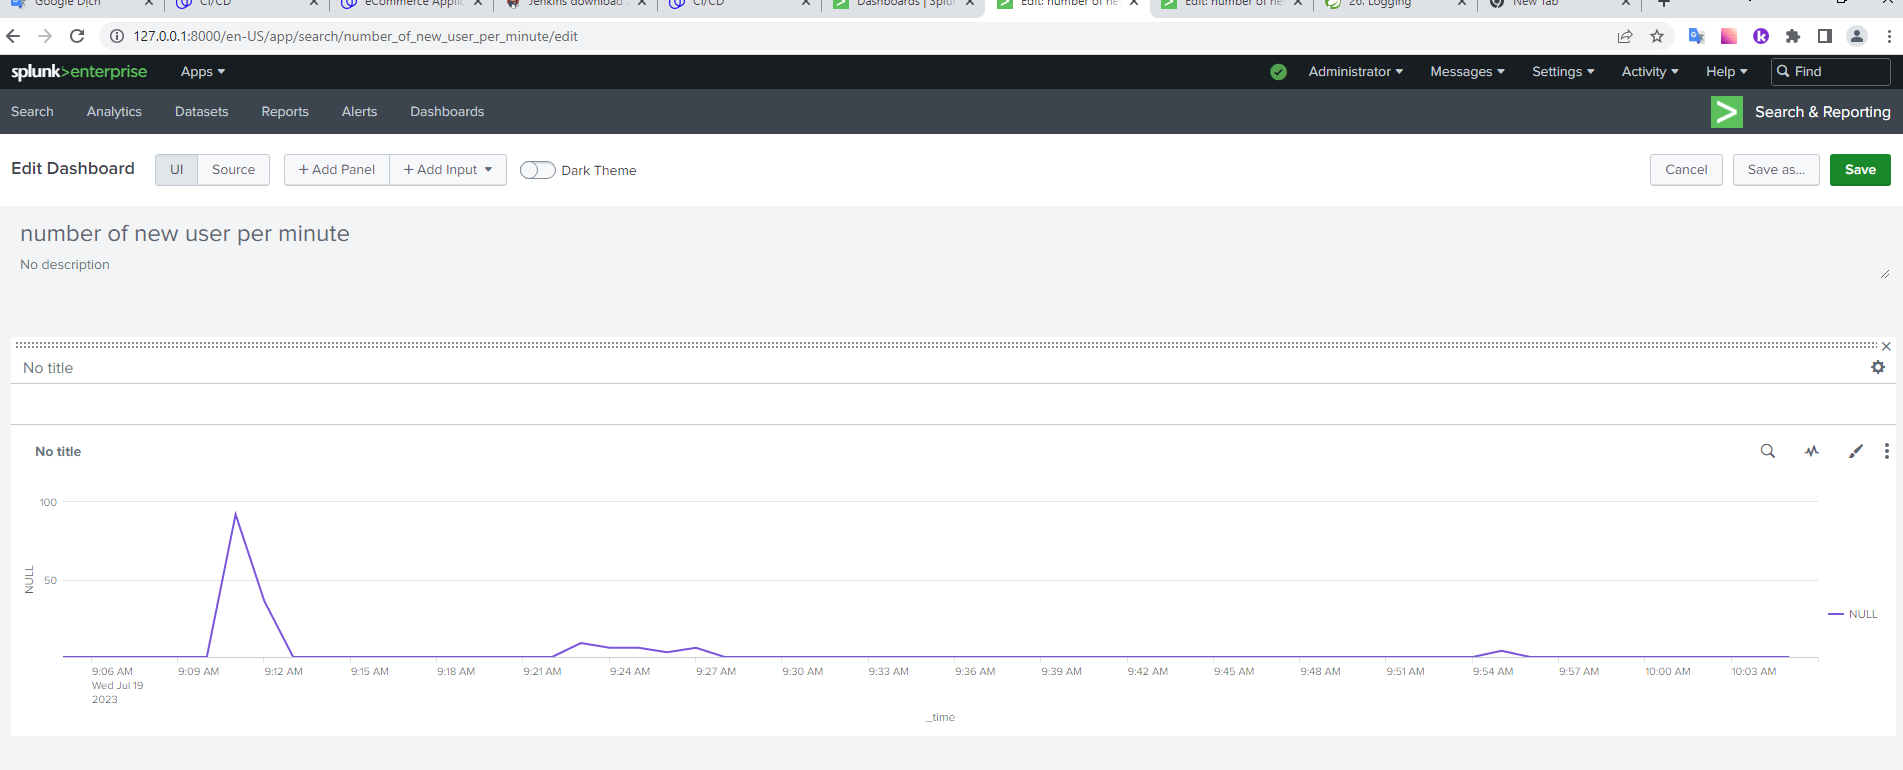 Google Dịch
CI/CD
eCommerce Applic
Jenkins download a
CI/CD
Dashboards | Splun
Edit: number of ne
Edit: number of ne
26. Logging
New Tab
127.0.0.1:8000/en-US/app/search/number_of_new_user_per_minute/edit
splunk>enterprise Apps Administrator Messages Settings Activity Help Find
Search Analytics Datasets Reports Alerts Dashboards Search & Reporting
Edit Dashboard UI Source + Add Panel + Add Input Dark Theme Cancel Save as... Save
number of new user per minute
No description
No title
No title
100
50
NULL
NULL
9:06 AM 9:09 AM 9:12 AM 9:15 AM 9:18 AM 9:21 AM 9:24 AM 9:27 AM 9:30 AM 9:33 AM 9:36 AM 9:39 AM 9:42 AM 9:45 AM 9:48 AM 9:51 AM 9:54 AM 9:57 AM 10:00 AM 10:03 AM
Wed Jul 19
2023
_time